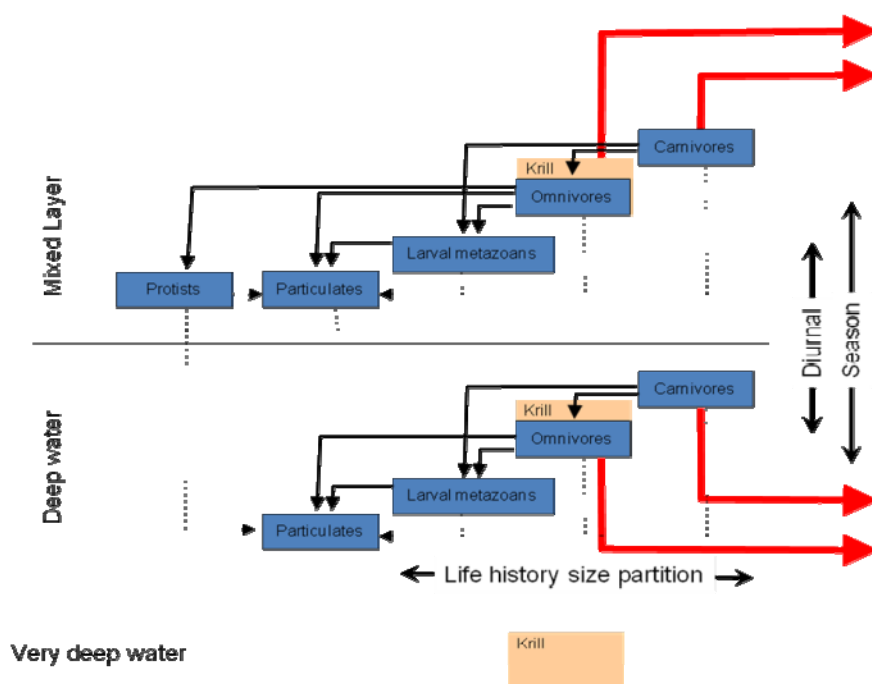 Carnivores
Krill
Omnivores
Larval metazoans
Protists
Particulates
Mixed Layer
Diurnal
Season
Carnivores
Krill
Omnivores
Larval metazoans
Particulates
Deep water
Life history size partition
Krill
Very deep water